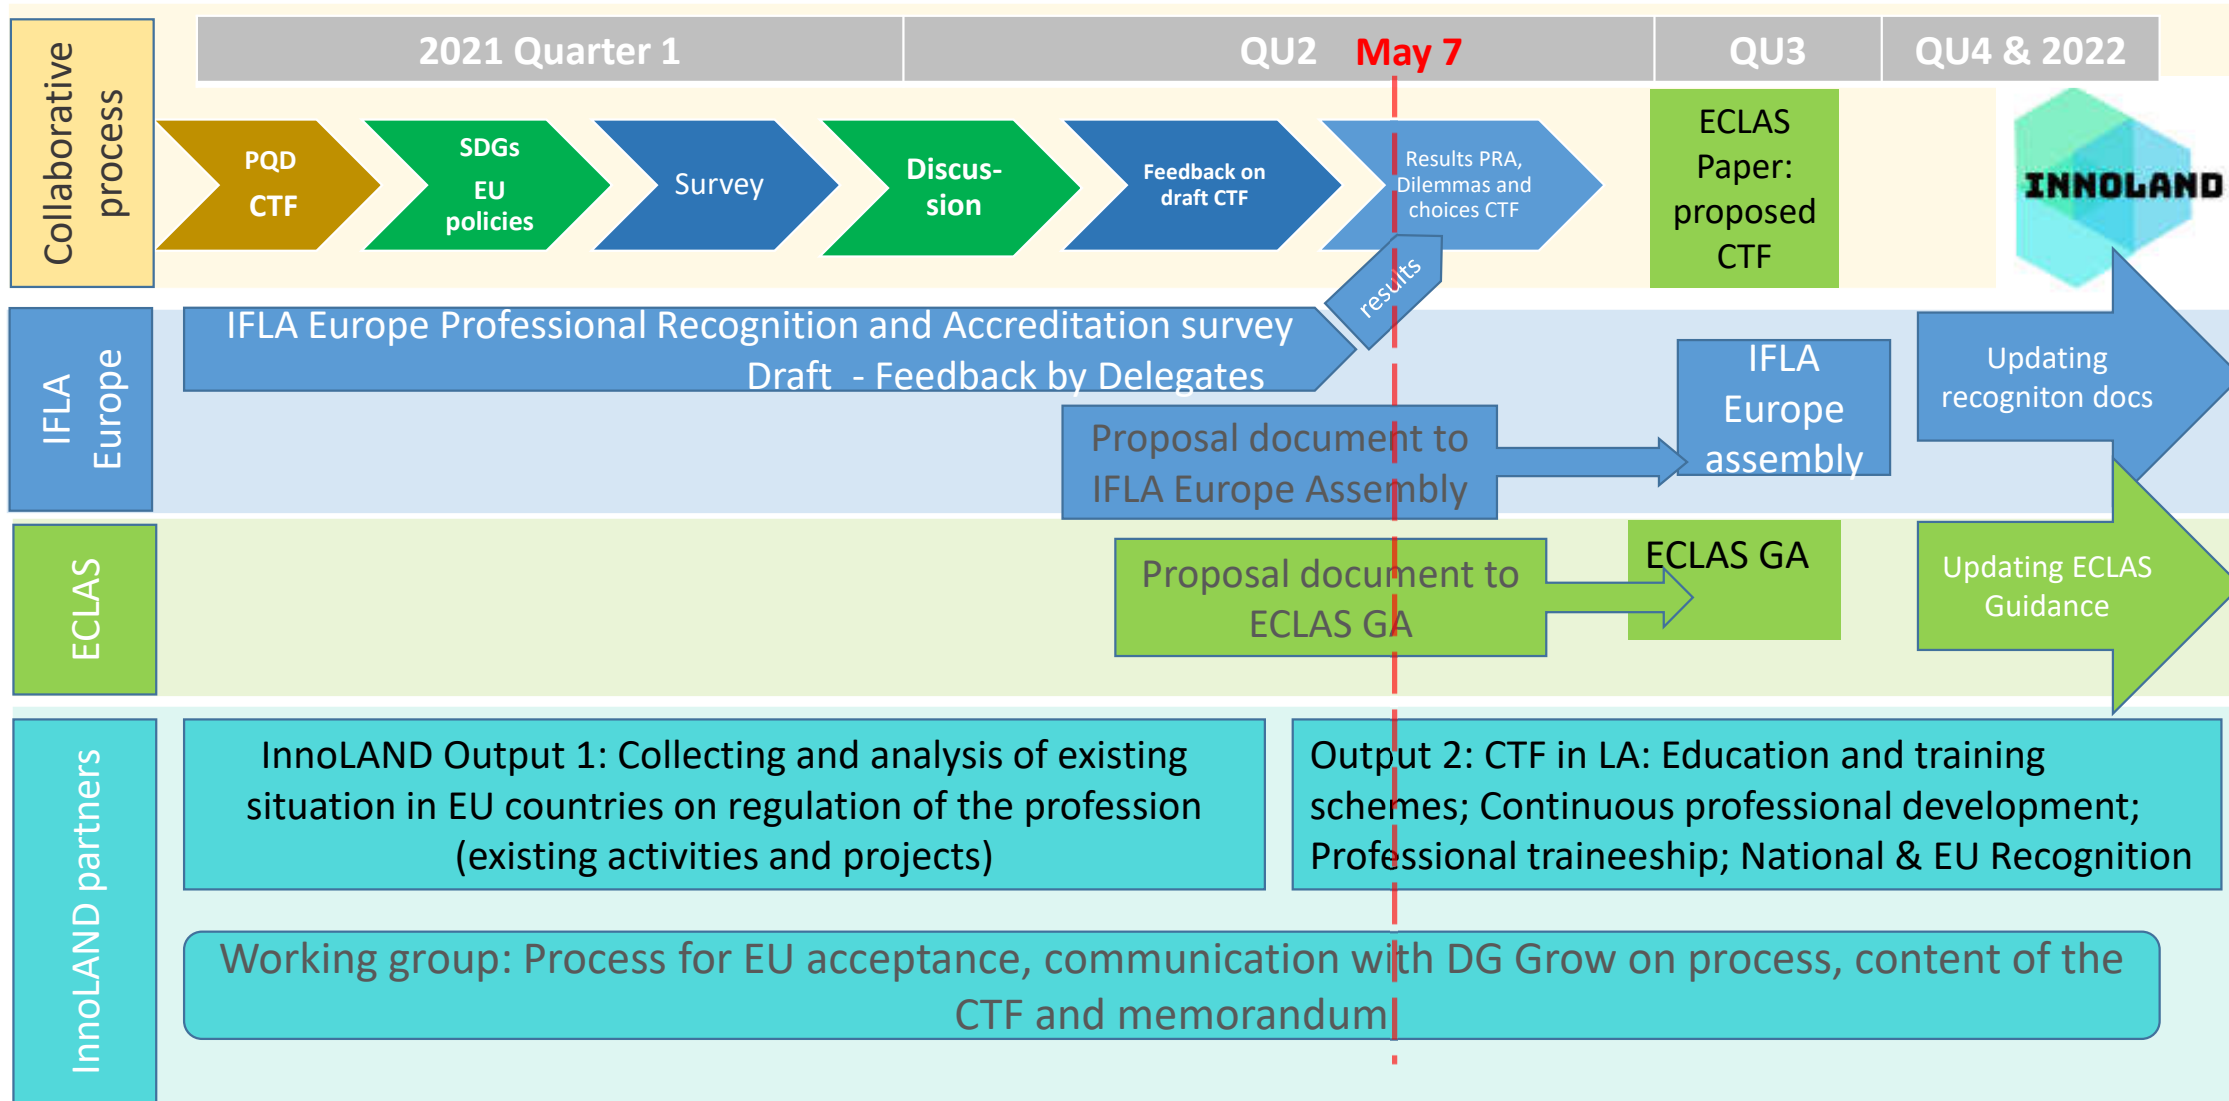 Collaborative
process
2021 Quarter 1
QU2
May 7
QU3
QU4 & 2022
PQD
CTF
SDGs
EU
policies
Survey
Discus-
sion
Feedback on
draft CTF
Results PRA,
Dilemmas and
choices CTF
ECLAS
Paper:
proposed
CTF
INNOLAND
results
IFLA
Europe
IFLA Europe Professional Recognition and Accreditation survey
Draft - Feedback by Delegates
Proposal document to
IFLA Europe Assembly
IFLA
Europe
assembly
Updating
recogniton docs
ECLAS
Proposal document to
ECLAS GA
ECLAS GA
Updating ECLAS
Guidance
InnoLAND partners
InnoLAND Output 1: Collecting and analysis of existing
situation in EU countries on regulation of the profession
(existing activities and projects)
Output 2: CTF in LA: Education and training
schemes; Continuous professional development;
Professional traineeship; National & EU Recognition
Working group: Process for EU acceptance, communication with DG Grow on process, content of the
CTF and memorandum